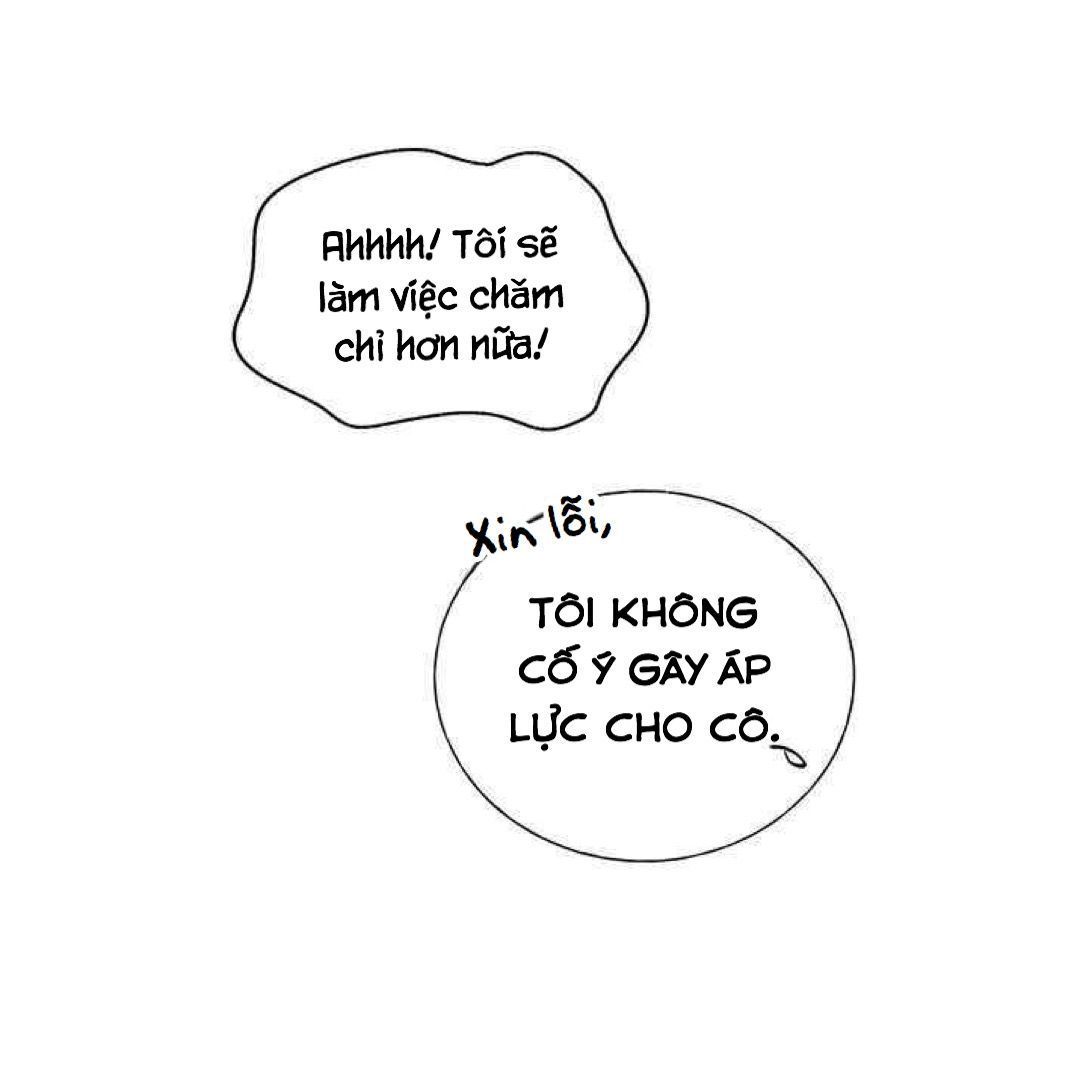 Ahhhh! Tôi sẽ
làm việc chăm
chỉ hơn nữa!
Xin lỗi,
TÔI KHÔNG
CỐ Ý GÂY ÁP
LỰC CHO CÔ.